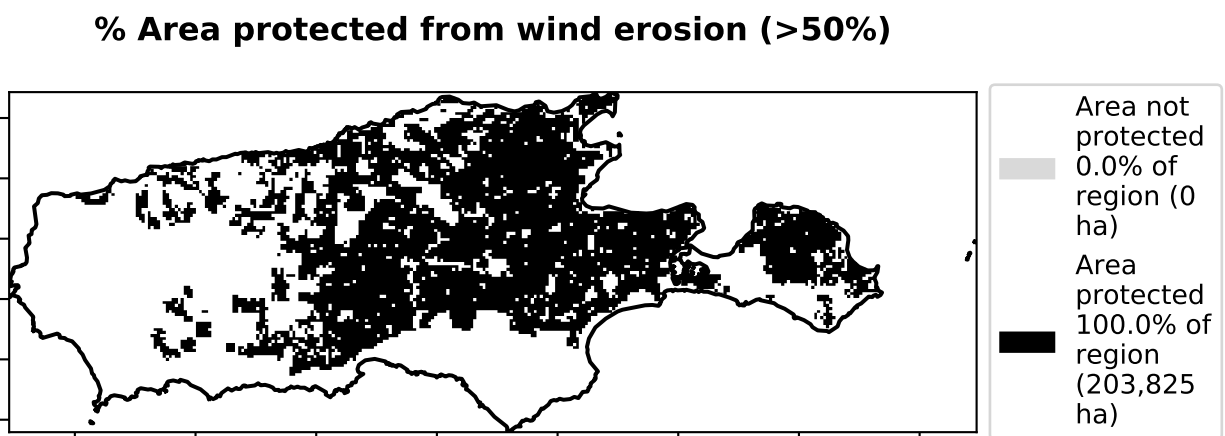 % Area protected from wind erosion (>50%)
Area not
protected
0.0% of
region (0
ha)
Area
protected
100.0% of
region
(203,825
ha)